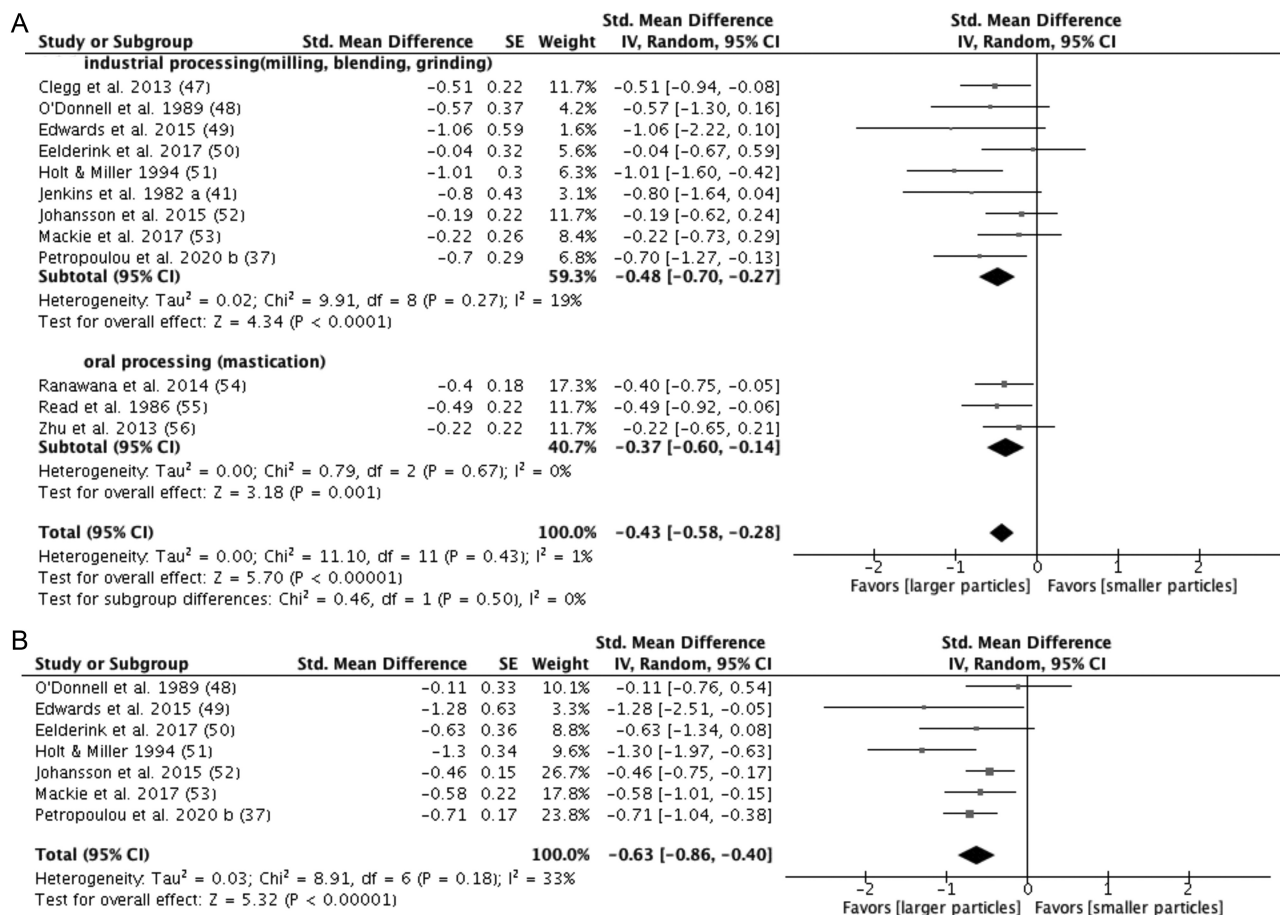 A
Std. Mean Difference Std. Mean Difference
Study or Subgroup Std. Mean Difference SE Weight IV, Random, 95% CI IV, Random, 95% CI
industrial processing(milling, blending, grinding)
Clegg et al. 2013 (47) −0.51 0.22 11.7% −0.51 [−0.94, −0.08]
O'Donnell et al. 1989 (48) −0.57 0.37 4.2% −0.57 [−1.30, 0.16]
Edwards et al. 2015 (49) −1.06 0.59 1.6% −1.06 [−2.22, 0.10]
Eelderink et al. 2017 (50) −0.04 0.32 5.6% −0.04 [−0.67, 0.59]
Holt & Miller 1994 (51) −1.01 0.3 6.3% −1.01 [−1.60, −0.42]
Jenkins et al. 1982 a (41) −0.8 0.43 3.1% −0.80 [−1.64, 0.04]
Johansson et al. 2015 (52) −0.19 0.22 11.7% −0.19 [−0.62, 0.24]
Mackie et al. 2017 (53) −0.22 0.26 8.4% −0.22 [−0.73, 0.29]
Petropoulou et al. 2020 b (37) −0.7 0.29 6.8% −0.70 [−1.27, −0.13]
Subtotal (95% CI) 59.3% −0.48 [−0.70, −0.27]
Heterogeneity: Tau² = 0.02; Chi² = 9.91, df = 8 (P = 0.27); I² = 19%
Test for overall effect: Z = 4.34 (P < 0.0001)
oral processing (mastication)
Ranawana et al. 2014 (54) −0.4 0.18 17.3% −0.40 [−0.75, −0.05]
Read et al. 1986 (55) −0.49 0.22 11.7% −0.49 [−0.92, −0.06]
Zhu et al. 2013 (56) −0.22 0.22 11.7% −0.22 [−0.65, 0.21]
Subtotal (95% CI) 40.7% −0.37 [−0.60, −0.14]
Heterogeneity: Tau² = 0.00; Chi² = 0.79, df = 2 (P = 0.67); I² = 0%
Test for overall effect: Z = 3.18 (P = 0.001)
Total (95% CI) 100.0% −0.43 [−0.58, −0.28]
Heterogeneity: Tau² = 0.00; Chi² = 11.10, df = 11 (P = 0.43); I² = 1%
Test for overall effect: Z = 5.70 (P < 0.00001)
Test for subgroup differences: Chi² = 0.46, df = 1 (P = 0.50), I² = 0%
−2 −1 0 1 2
Favors [larger particles] Favors [smaller particles]
B
Std. Mean Difference Std. Mean Difference
Study or Subgroup Std. Mean Difference SE Weight IV, Random, 95% CI IV, Random, 95% CI
O'Donnell et al. 1989 (48) −0.11 0.33 10.1% −0.11 [−0.76, 0.54]
Edwards et al. 2015 (49) −1.28 0.63 3.3% −1.28 [−2.51, −0.05]
Eelderink et al. 2017 (50) −0.63 0.36 8.8% −0.63 [−1.34, 0.08]
Holt & Miller 1994 (51) −1.3 0.34 9.6% −1.30 [−1.97, −0.63]
Johansson et al. 2015 (52) −0.46 0.15 26.7% −0.46 [−0.75, −0.17]
Mackie et al. 2017 (53) −0.58 0.22 17.8% −0.58 [−1.01, −0.15]
Petropoulou et al. 2020 b (37) −0.71 0.17 23.8% −0.71 [−1.04, −0.38]
Total (95% CI) 100.0% −0.63 [−0.86, −0.40]
Heterogeneity: Tau² = 0.03; Chi² = 8.91, df = 6 (P = 0.18); I² = 33%
Test for overall effect: Z = 5.32 (P < 0.00001)
−2 −1 0 1 2
Favors [larger particles] Favors [smaller particles]